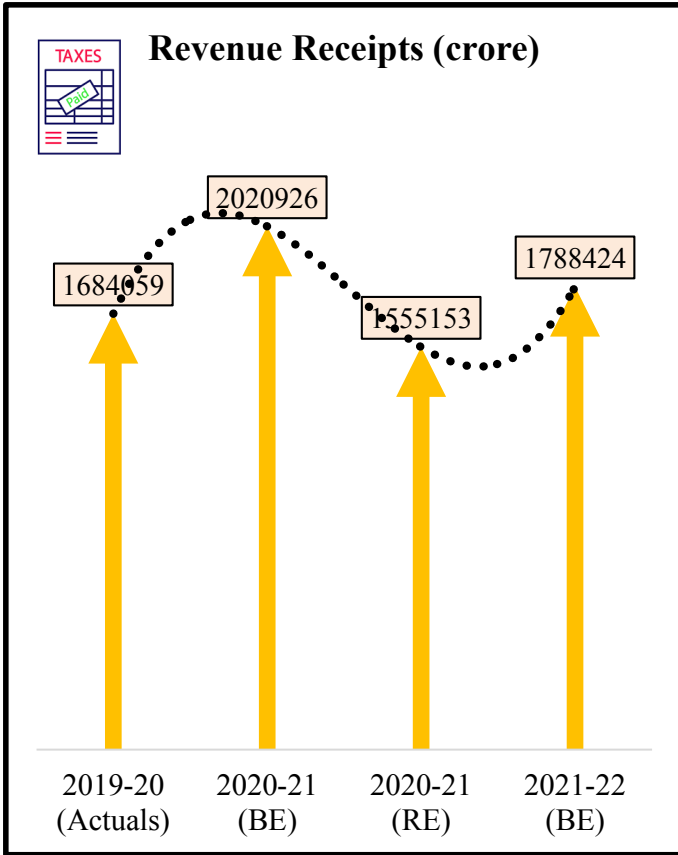 TAXES
Paid
Revenue Receipts (crore)
1684059
2020926
1555153
1788424
2019-20
(Actuals)
2020-21
(BE)
2020-21
(RE)
2021-22
(BE)